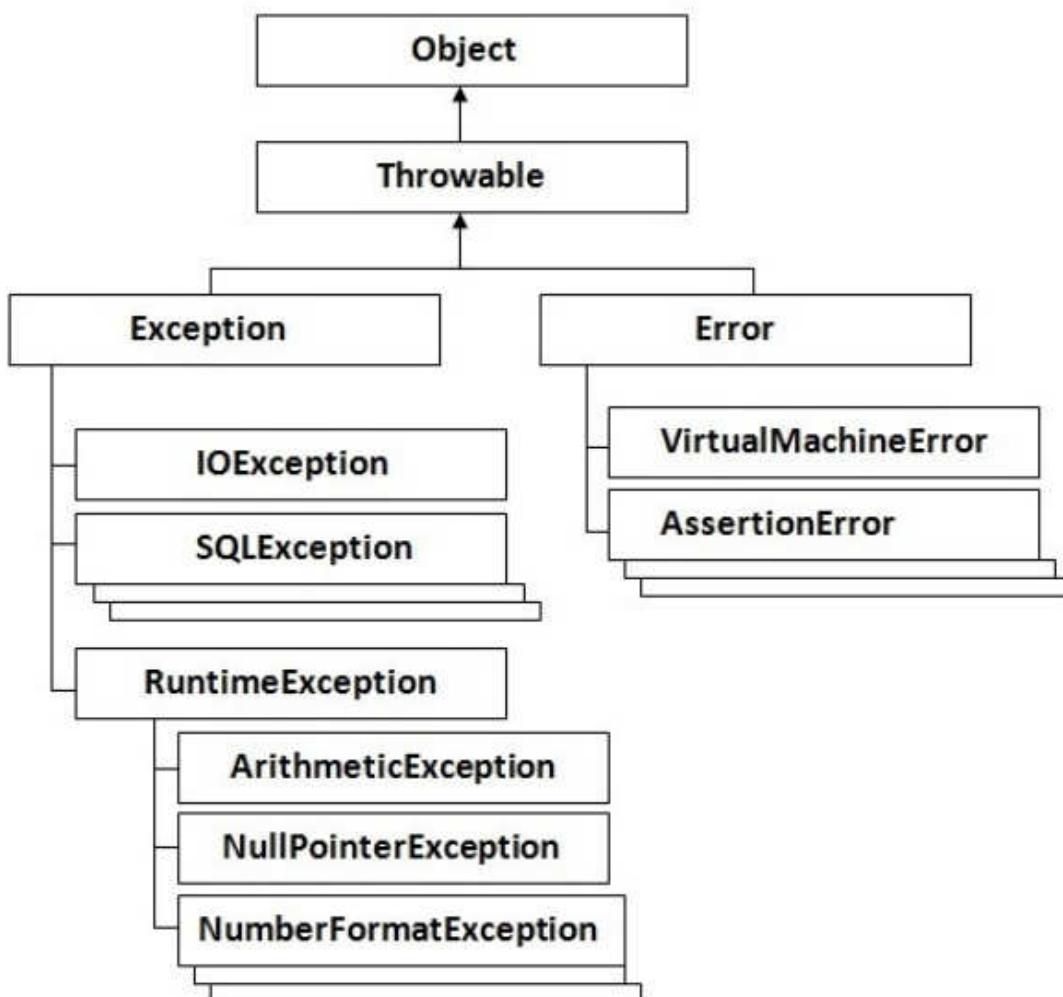 Object
Throwable
Exception
Error
IOException
SQLException
RuntimeException
ArithmeticException
NullPointerException
NumberFormatException
VirtualMachineError
AssertionError